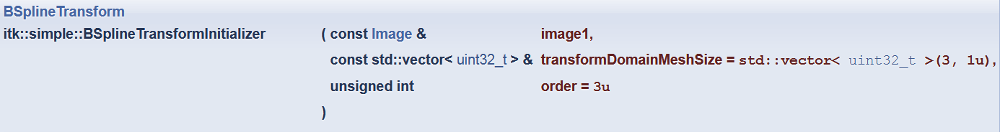 BSplineTransform
itk::simple::BSplineTransformInitializer ( const Image & image1,
const std::vector< uint32_t > & transformDomainMeshSize = std::vector< uint32_t >(3, 1u),
unsigned int order = 3u
)